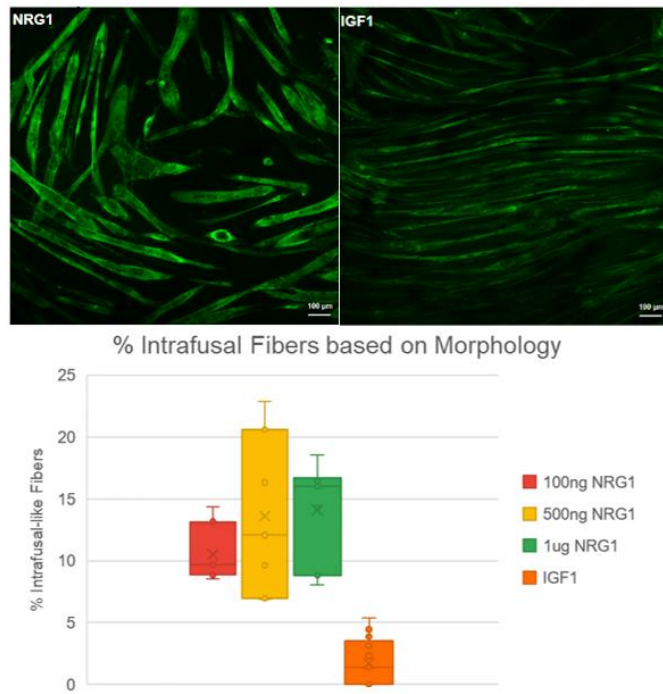 NRG1
IGF1
100 µm
100 µm
% Intrafusal Fibers based on Morphology
25
20
15
10
5
0
% Intrafusal-like Fibers
100ng NRG1
500ng NRG1
1ug NRG1
IGF1